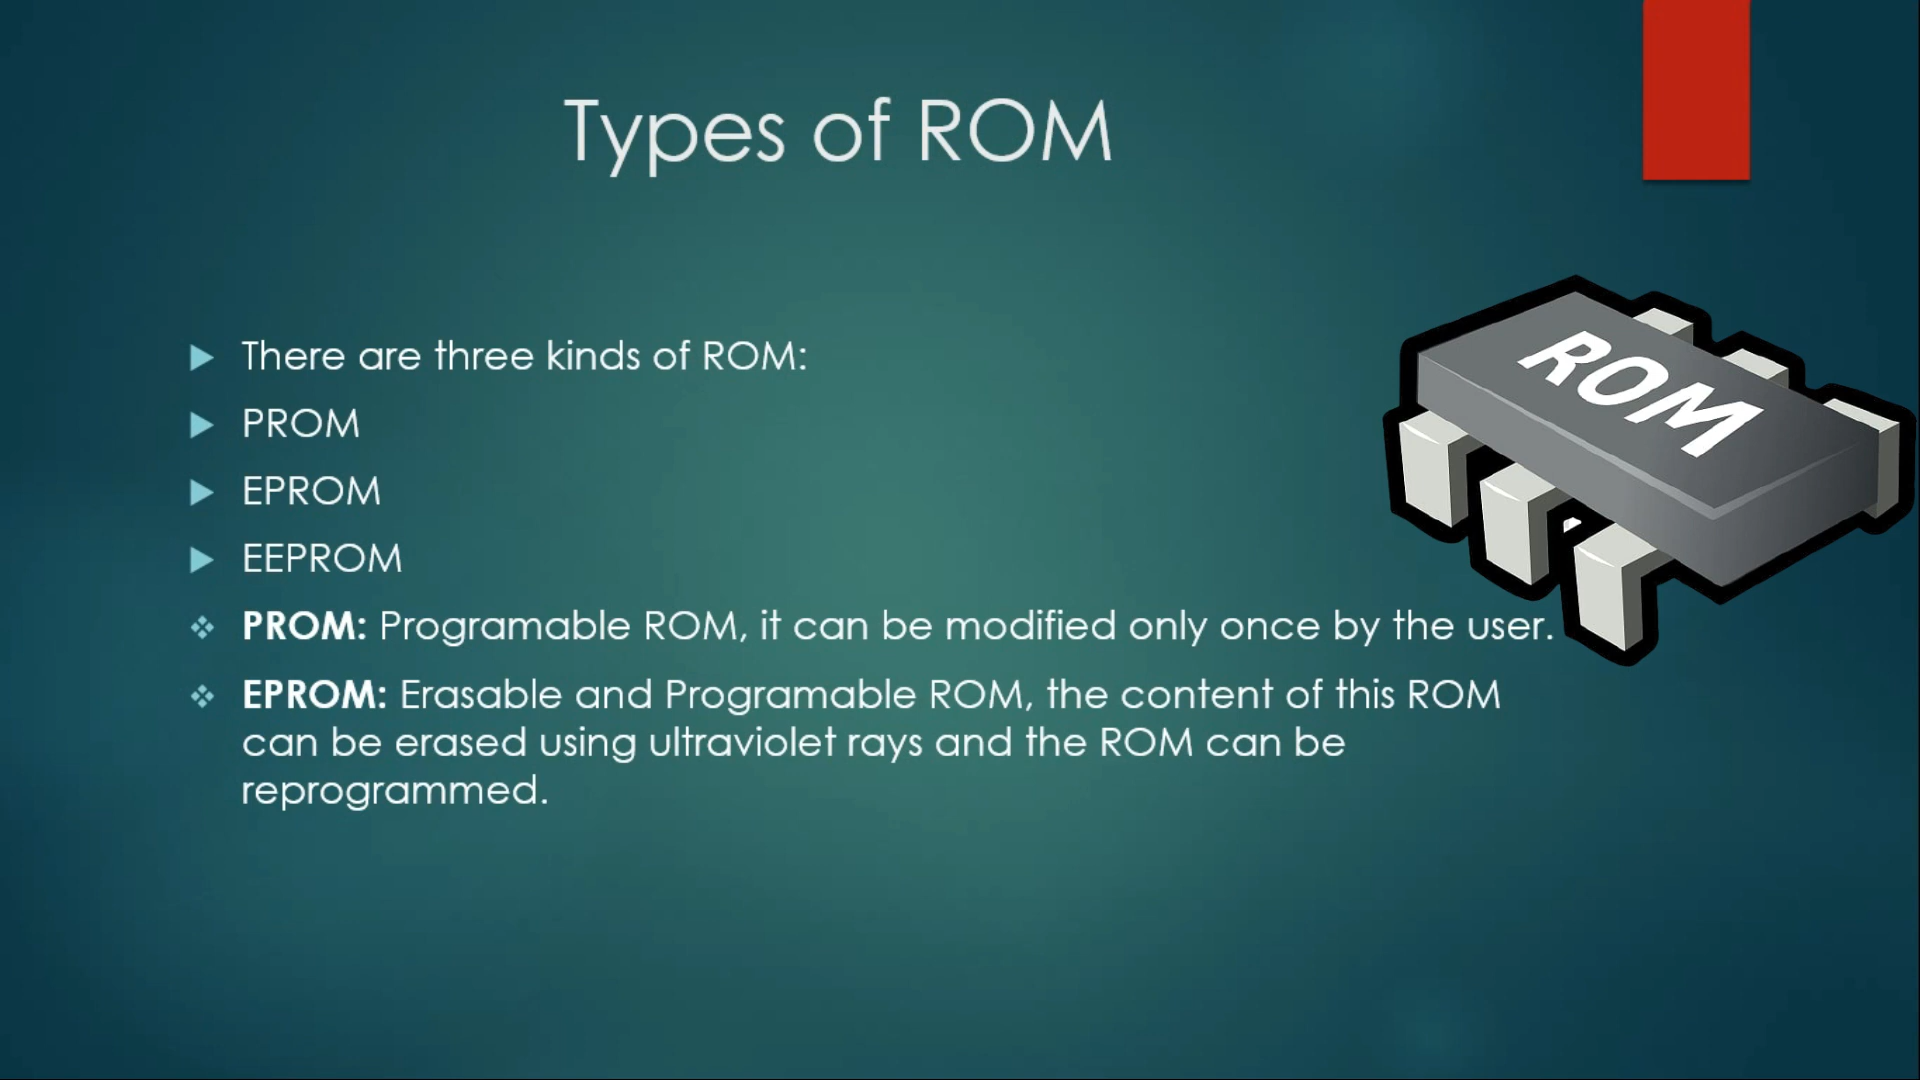 Types of ROM
There are three kinds of ROM:
PROM
EPROM
EEPROM
PROM: Programable ROM, it can be modified only once by the user.
EPROM: Erasable and Programable ROM, the content of this ROM
can be erased using ultraviolet rays and the ROM can be
reprogrammed.
ROM